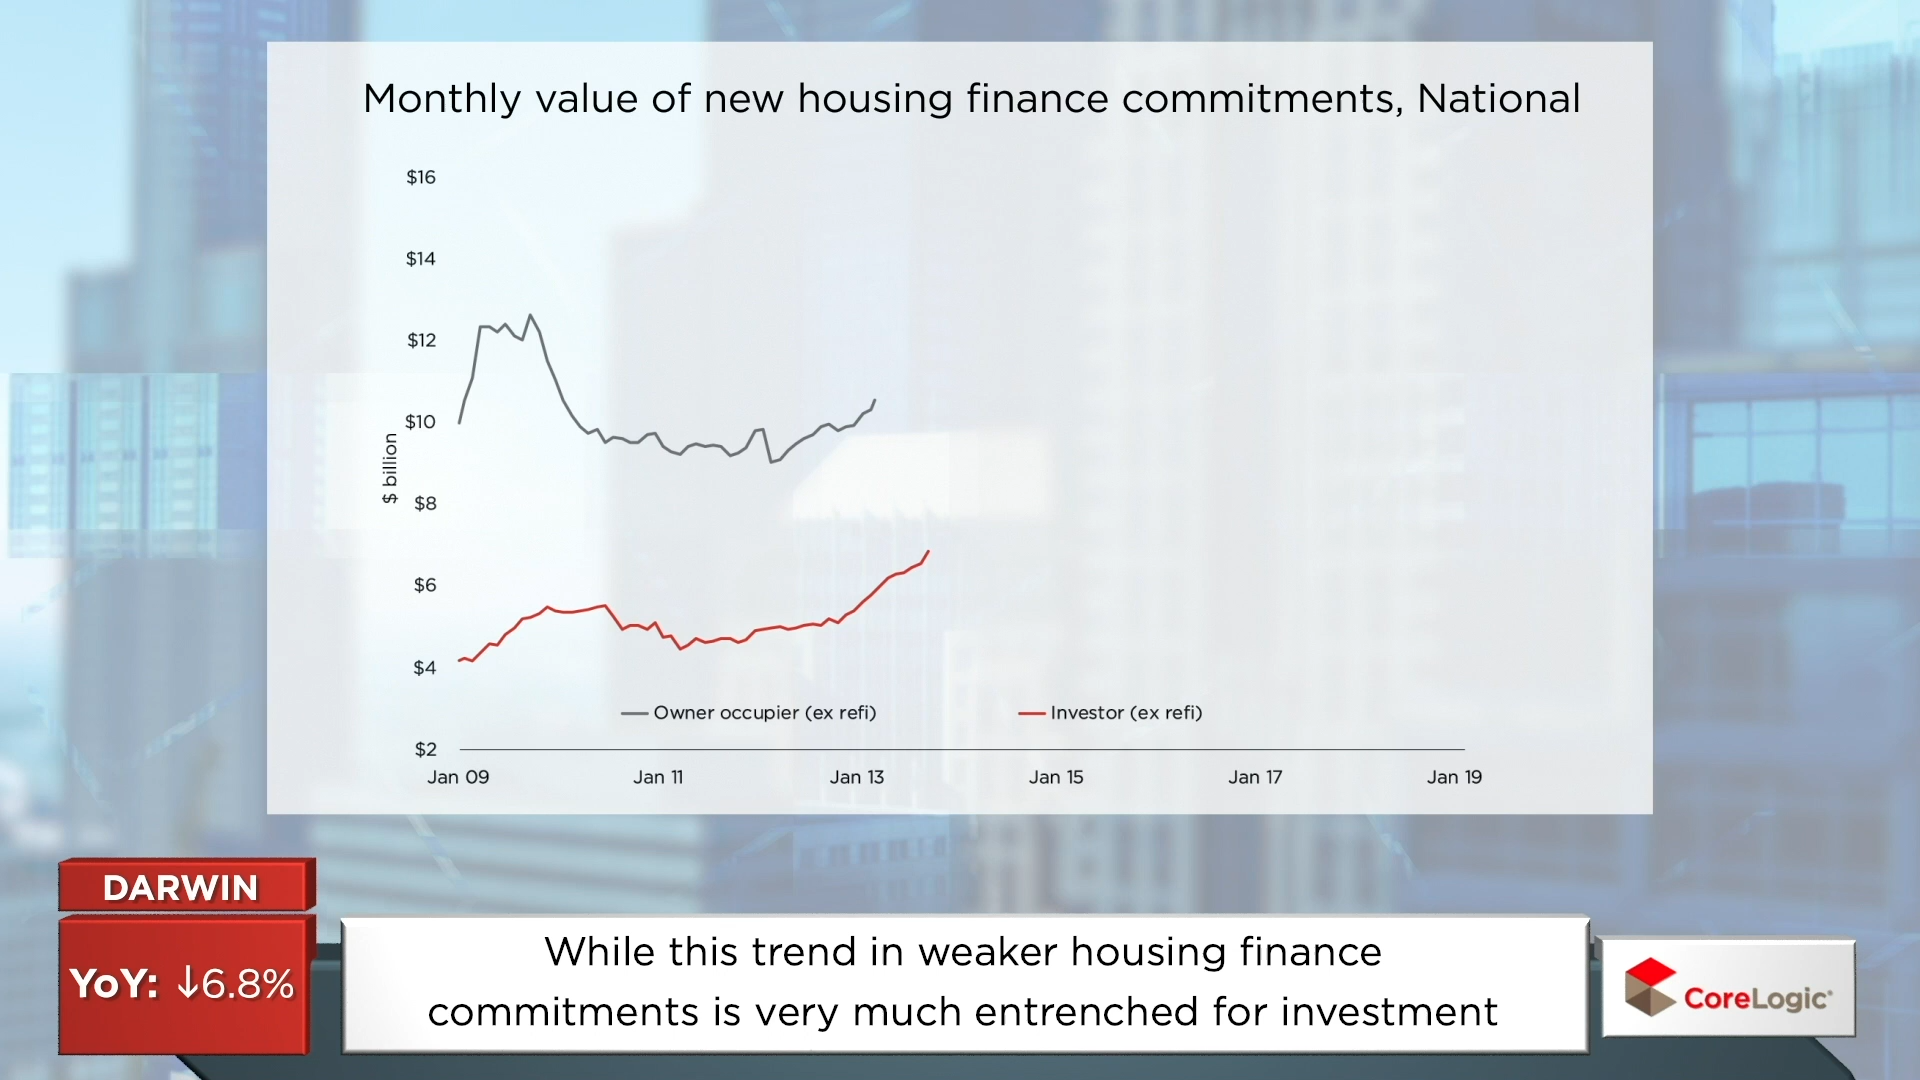 Monthly value of new housing finance commitments, National
$16
$14
$12
$10
$8
$6
$4
$2
$ billion
Owner occupier (ex refi)
Investor (ex refi)
Jan 09
Jan 11
Jan 13
Jan 15
Jan 17
Jan 19
DARWIN
YoY: ↓6.8%
While this trend in weaker housing finance
commitments is very much entrenched for investment
CoreLogic®